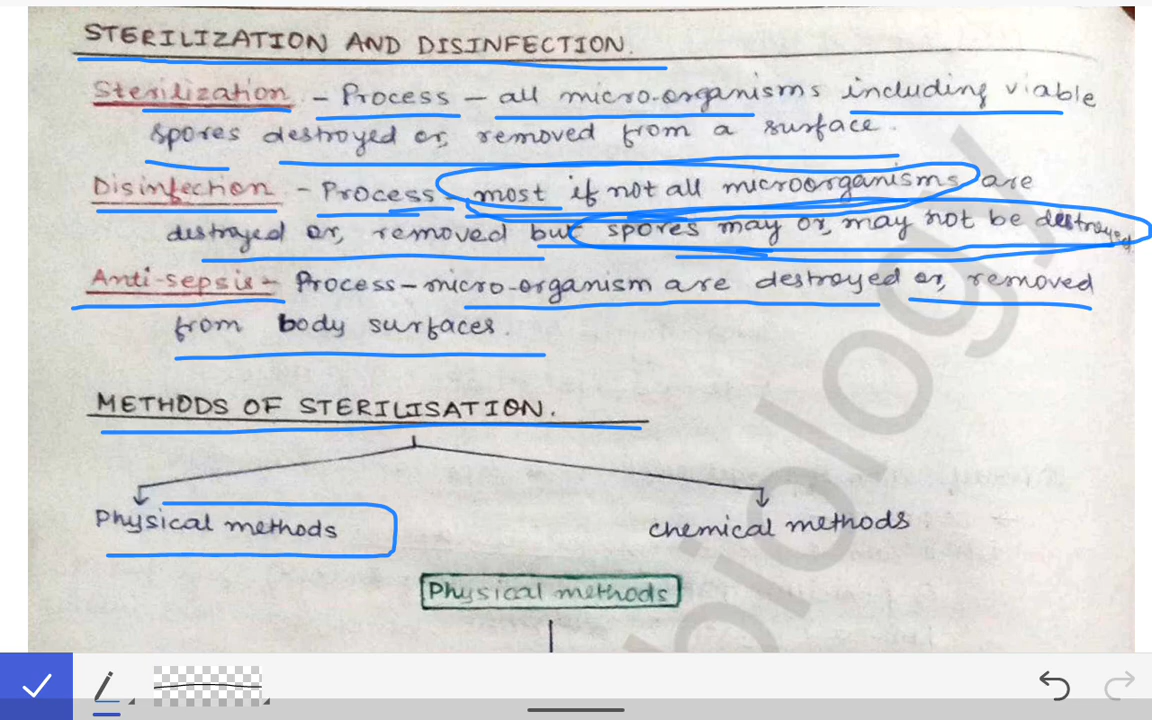 STERILIZATION AND DISINFECTION.
Sterilization - Process - all micro-organisms including viable
spores destroyed or, removed from a surface.
Disinfection - Process - most if not all microorganisms are
destroyed or, removed but spores may or, may not be destroyed
Anti-sepsis - Process - micro-organism are destroyed or, removed
from body surfaces.
METHODS OF STERILISATION.
Physical methods chemical methods
Physical methods
biology